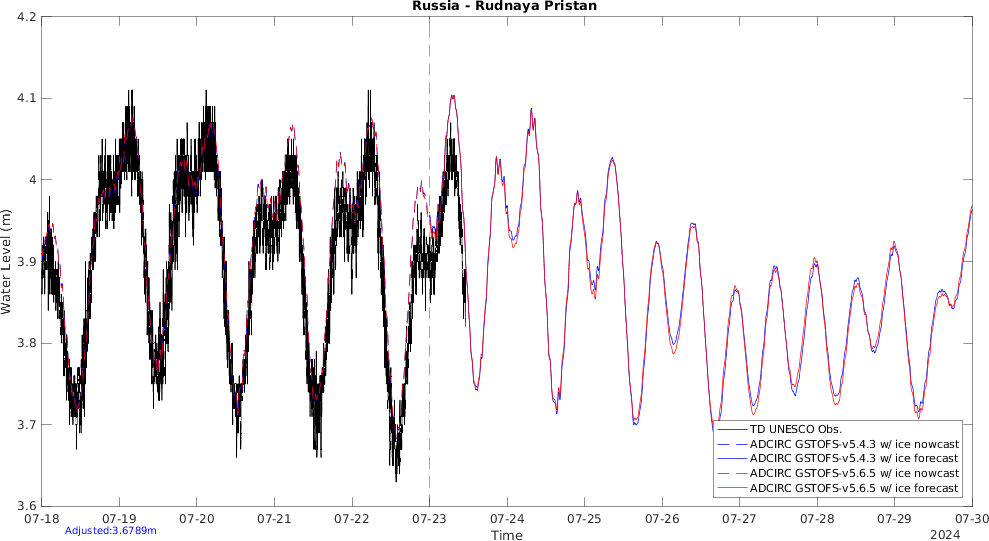 Russia - Rudnaya Pristan
4.2
4.1
4
3.9
3.8
3.7
3.6
Water Level (m)
TD UNESCO Obs.
ADCIRC GSTOFS-v5.4.3 w/ ice nowcast
ADCIRC GSTOFS-v5.4.3 w/ ice forecast
ADCIRC GSTOFS-v5.6.5 w/ ice nowcast
ADCIRC GSTOFS-v5.6.5 w/ ice forecast
07-18 07-19 07-20 07-21 07-22 07-23 07-24 07-25 07-26 07-27 07-28 07-29 07-30
Adjusted:3.6789m
Time
2024